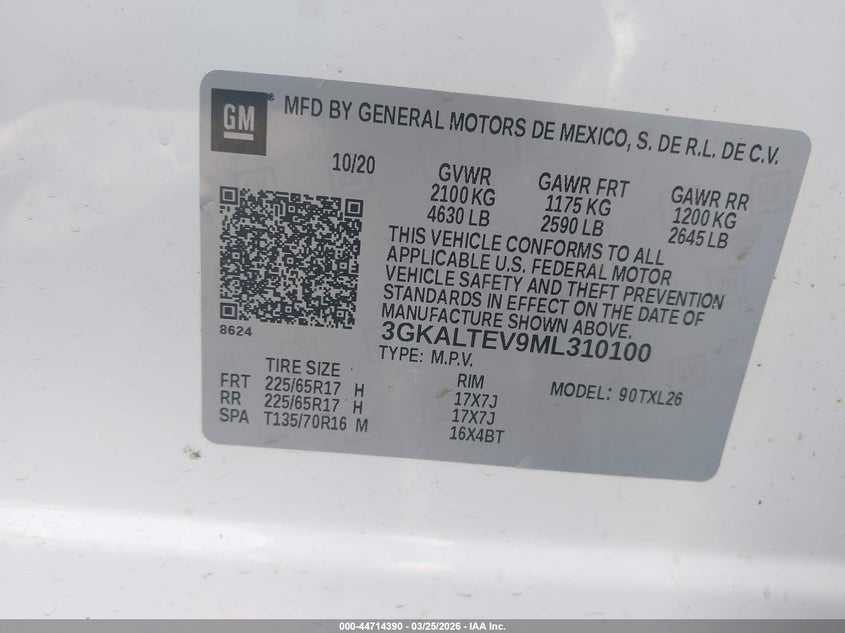 GM ® MFD BY GENERAL MOTORS DE MEXICO, S. DE R.L. DE C.V.
10/20 GVWR GAWR FRT GAWR RR
2100 KG 1175 KG 1200 KG
4630 LB 2590 LB 2645 LB
THIS VEHICLE CONFORMS TO ALL
APPLICABLE U.S. FEDERAL MOTOR
VEHICLE SAFETY AND THEFT PREVENTION
STANDARDS IN EFFECT ON THE DATE OF
MANUFACTURE SHOWN ABOVE.
8624
3GKALTEV9ML310100
TYPE: M.P.V.
TIRE SIZE RIM MODEL: 90TXL26
FRT 225/65R17 H 17X7J
RR 225/65R17 H 17X7J
SPA T135/70R16 M 16X4BT
000-44714390 — 03/25/2026 — IAA Inc.